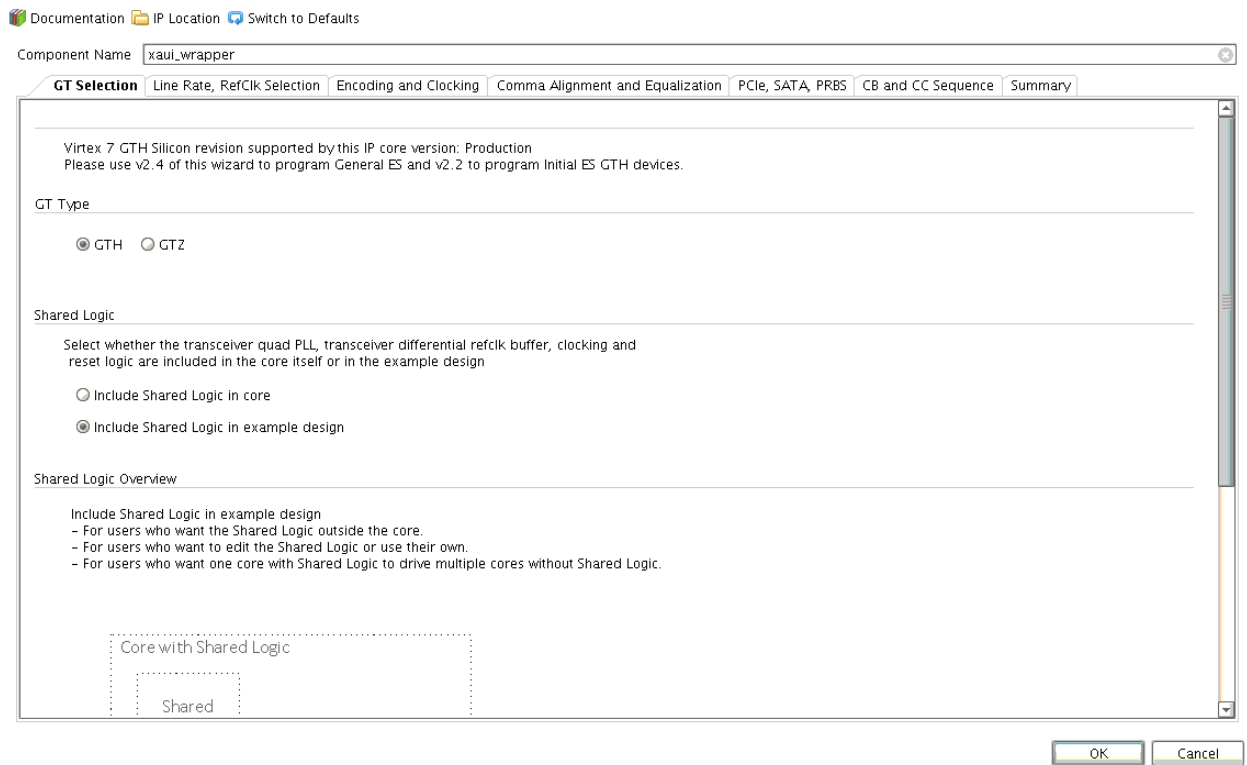 Documentation IP Location Switch to Defaults
Component Name xaui_wrapper
GT Selection Line Rate, RefClk Selection Encoding and Clocking Comma Alignment and Equalization PCIe, SATA, PRBS CB and CC Sequence Summary
Virtex 7 GTH Silicon revision supported by this IP core version: Production
Please use v2.4 of this wizard to program General ES and v2.2 to program Initial ES GTH devices.
GT Type
GTH GTZ
Shared Logic
Select whether the transceiver quad PLL, transceiver differential refclk buffer, clocking and
reset logic are included in the core itself or in the example design
Include Shared Logic in core
Include Shared Logic in example design
Shared Logic Overview
Include Shared Logic in example design
– For users who want the Shared Logic outside the core.
– For users who want to edit the Shared Logic or use their own.
– For users who want one core with Shared Logic to drive multiple cores without Shared Logic.
Core with Shared Logic
Shared
OK Cancel